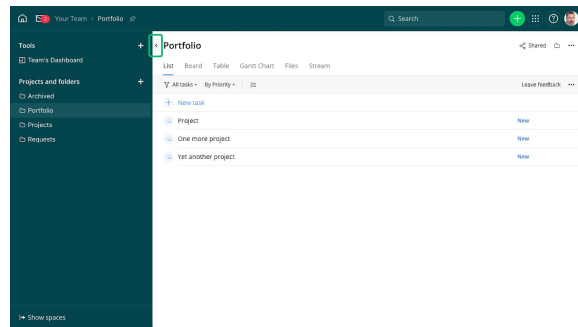 3 Your Team > Portfolio
Search
Tools
Team's Dashboard
Projects and folders
Archived
Portfolio
Projects
Requests
Show spaces
Portfolio
Shared
List Board Table Gantt Chart Files Stream
All tasks By Priority
Leave feedback
New task
Project New
One more project New
Yet another project New